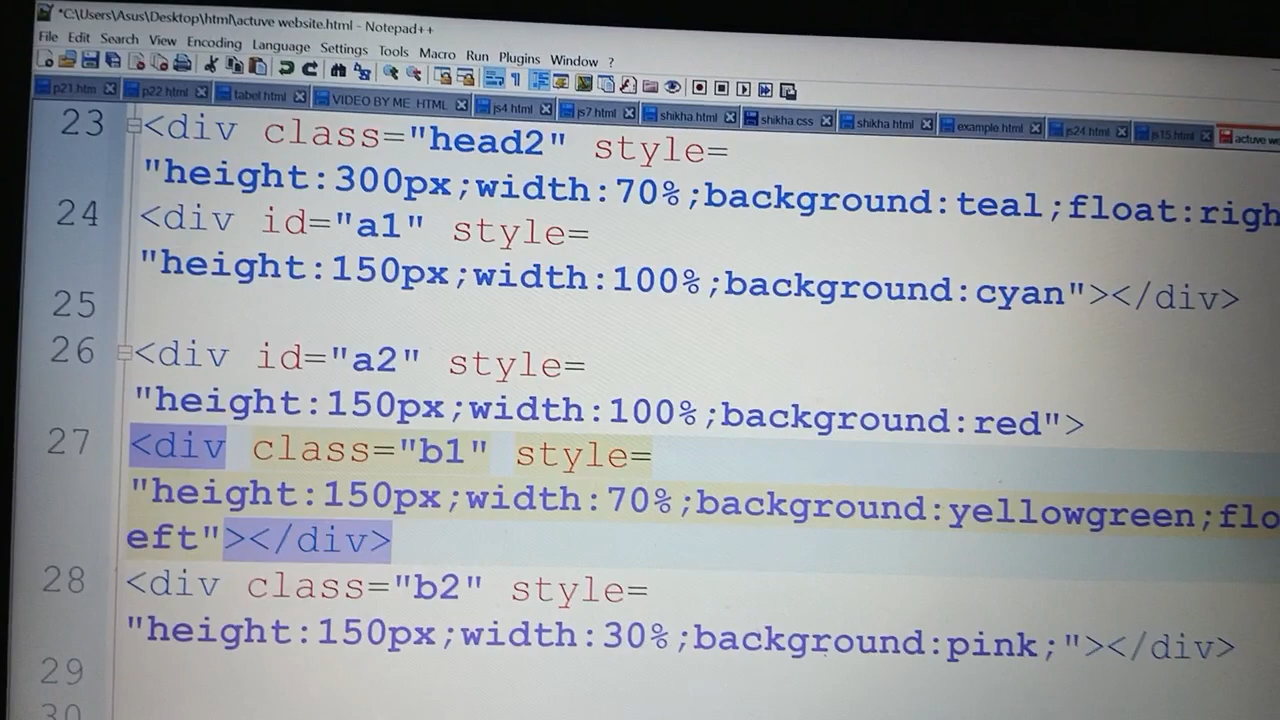 *C:\Users\Asus\Desktop\html\actuve website.html - Notepad++
File Edit Search View Encoding Language Settings Tools Macro Run Plugins Window ?
p21.htm p22 html tabel html VIDEO BY ME HTML js4 html js7 html shikha html shikha css shikha html example html js24 html js15 html actuve we
23 <div class="head2" style=
"height:300px;width:70%;background:teal;float:righ
24 <div id="a1" style=
"height:150px;width:100%;background:cyan"></div>
25
26 <div id="a2" style=
"height:150px;width:100%;background:red">
27 <div class="b1" style=
"height:150px;width:70%;background:yellowgreen;flo
eft"></div>
28 <div class="b2" style=
"height:150px;width:30%;background:pink;"></div>
29
30